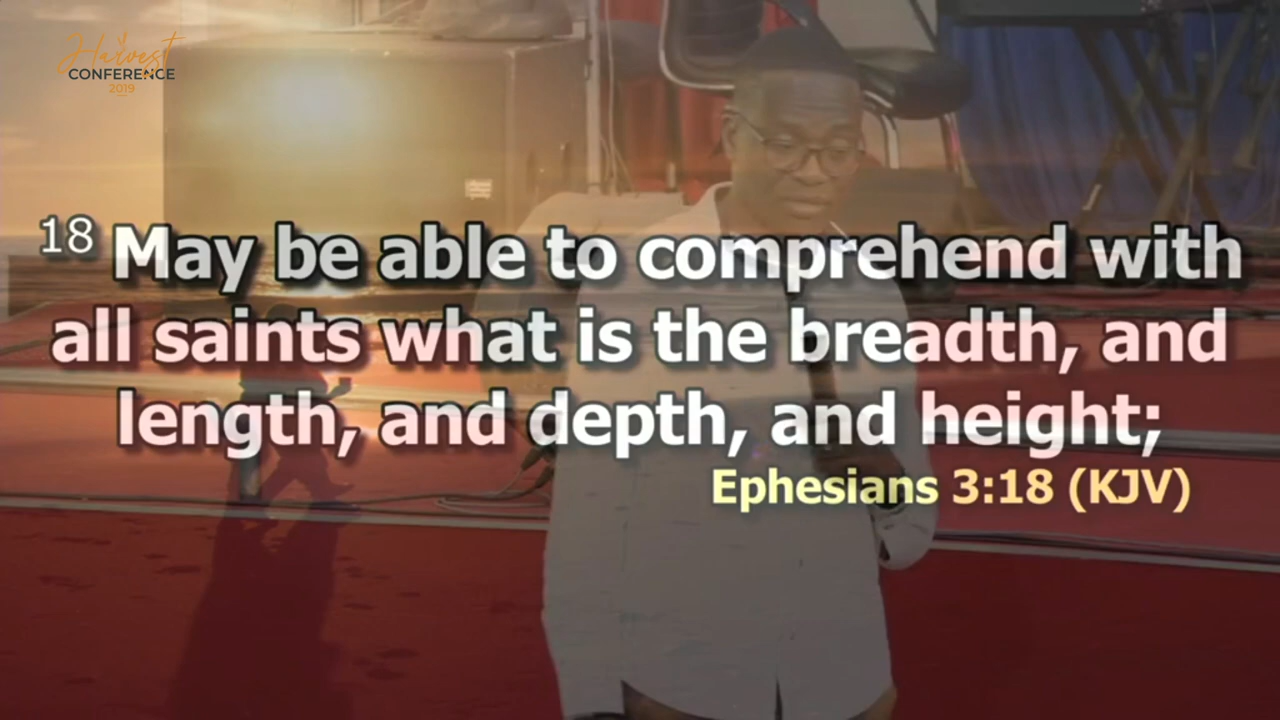 Harvest
CONFERENCE
2019
18 May be able to comprehend with
all saints what is the breadth, and
length, and depth, and height;
Ephesians 3:18 (KJV)